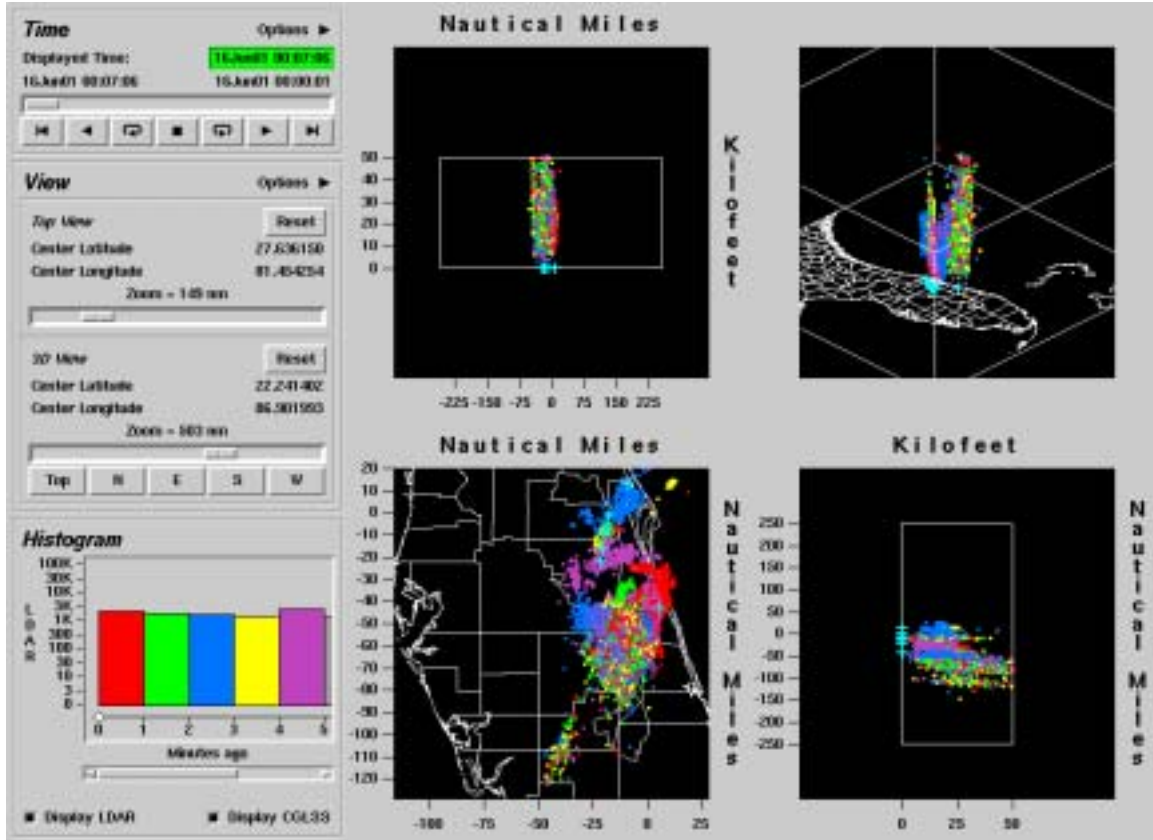 Time
Options ▶
Displayed Time:
16Jun01 00:07:06
16Jun01 00:07:06
16Jun01 00:00:01
View
Options ▶
Top View
Reset
Center Latitude
27.636150
Center Longitude
81.464254
Zoom = 149 nm
3D View
Reset
Center Latitude
22.241402
Center Longitude
86.901993
Zoom = 503 nm
Top N E S W
Histogram
100K
30K
10K
3K
1K
300
100
30
10
3
0
LDAR
0 1 2 3 4 5
Minutes ago
Display LDAR
Display CGLSS
Nautical Miles
50
40
30
20
10
0
Kilofeet
-225 -150 -75 0 75 150 225
Nautical Miles
20
10
0
-10
-20
-30
-40
-50
-60
-70
-80
-90
-100
-110
-120
-100 -75 -50 -25 0 25
Nautical Miles
Kilofeet
250
200
150
100
50
0
-50
-100
-150
-200
-250
0 25 50
Nautical Miles